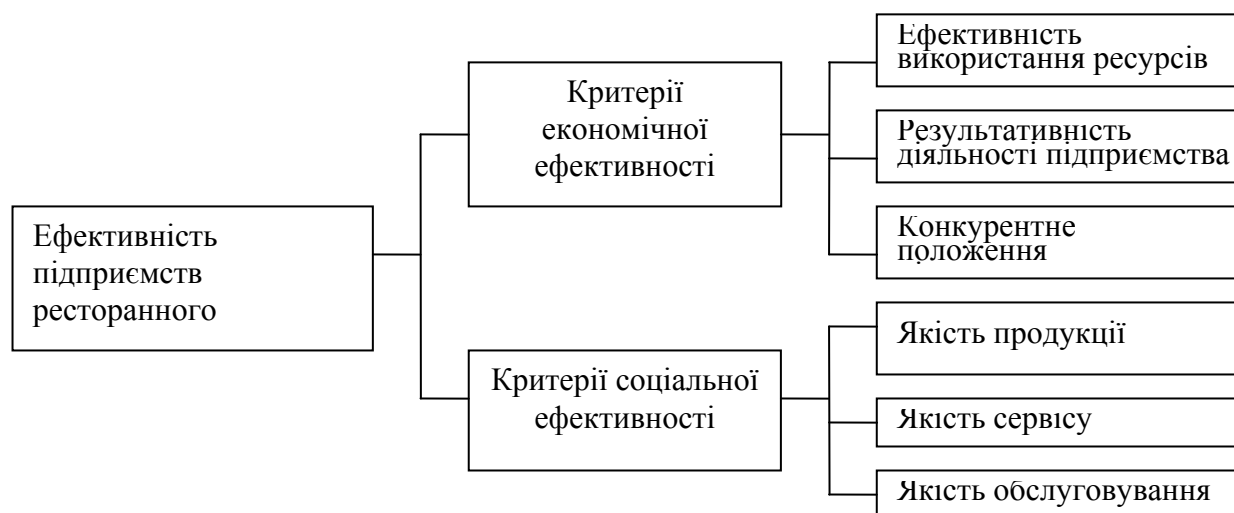 Ефективність
підприємств
ресторанного
Критерії
економічної
ефективності
Критерії соціальної
ефективності
Ефективність
використання ресурсів
Результативність
діяльності підприємства
Конкурентне
положення
Якість продукції
Якість сервісу
Якість обслуговування